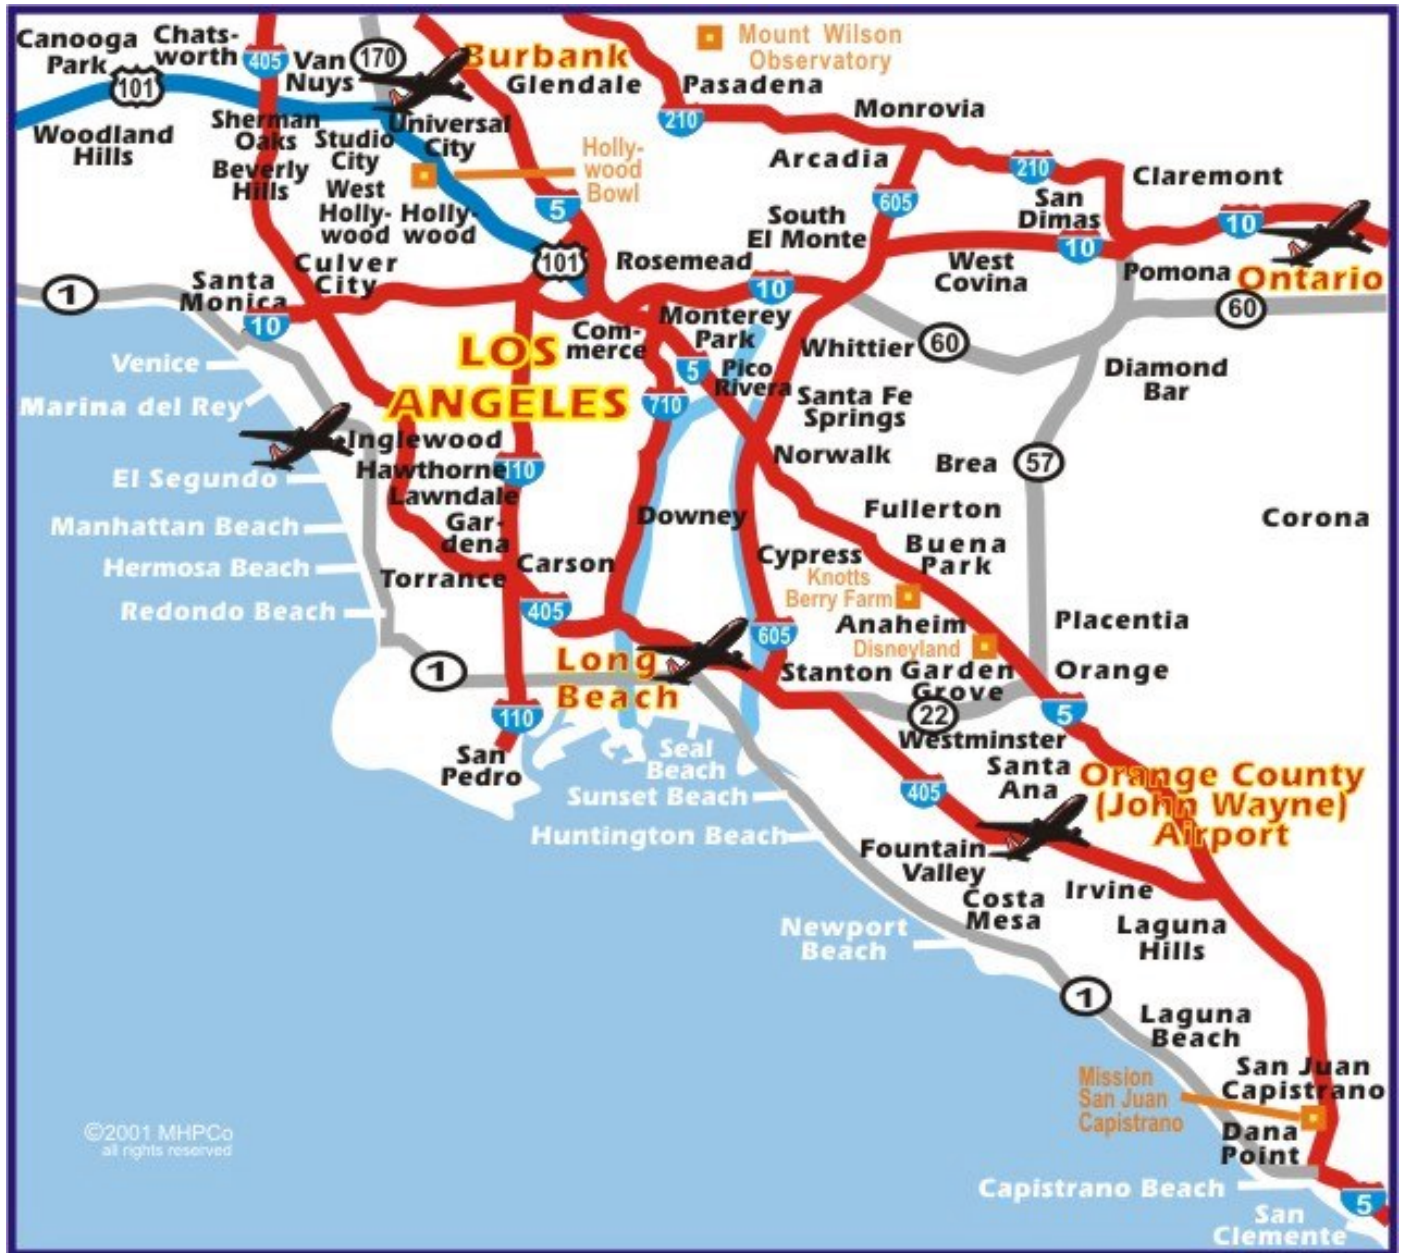 Canooga
Park
Chats-
worth
405
Van
Nuys
170
Burbank
Glendale
Mount Wilson
Observatory
Pasadena
101
210
Monrovia
Woodland
Hills
Sherman
Oaks
Studio
City
Universal
City
Holly-
wood
Bowl
Arcadia
210
Claremont
Beverly
Hills
West
Holly-
wood
Holly-
wood
5
605
San
Dimas
South
El Monte
10
10
101
Rosemead
West
Covina
Pomona
Ontario
Culver
City
Santa
Monica
1
10
10
60
Com-
merce
Monterey
Park
Whittier
60
LOS
ANGELES
Venice
5
Pico
Rivera
Diamond
Bar
Marina del Rey
710
Santa Fe
Springs
Inglewood
Hawthorne
110
Norwalk
Brea
57
El Segundo
Lawndale
Gar-
dena
Downey
Fullerton
Corona
Manhattan Beach
Buena
Park
Hermosa Beach
Torrance
Carson
Cypress
Knotts
Berry Farm
Redondo Beach
405
605
Anaheim
Disneyland
Placentia
1
Long
Beach
Stanton
Garden
Grove
Orange
110
22
5
San
Pedro
Seal
Beach
Westminster
Santa
Ana
Sunset Beach
405
Orange County
(John Wayne)
Airport
Huntington Beach
Fountain
Valley
Costa
Mesa
Irvine
Newport
Beach
Laguna
Hills
1
Laguna
Beach
San Juan
Capistrano
Mission
San Juan
Capistrano
Dana
Point
©2001 MHPCo
all rights reserved
Capistrano Beach
5
San
Clemente